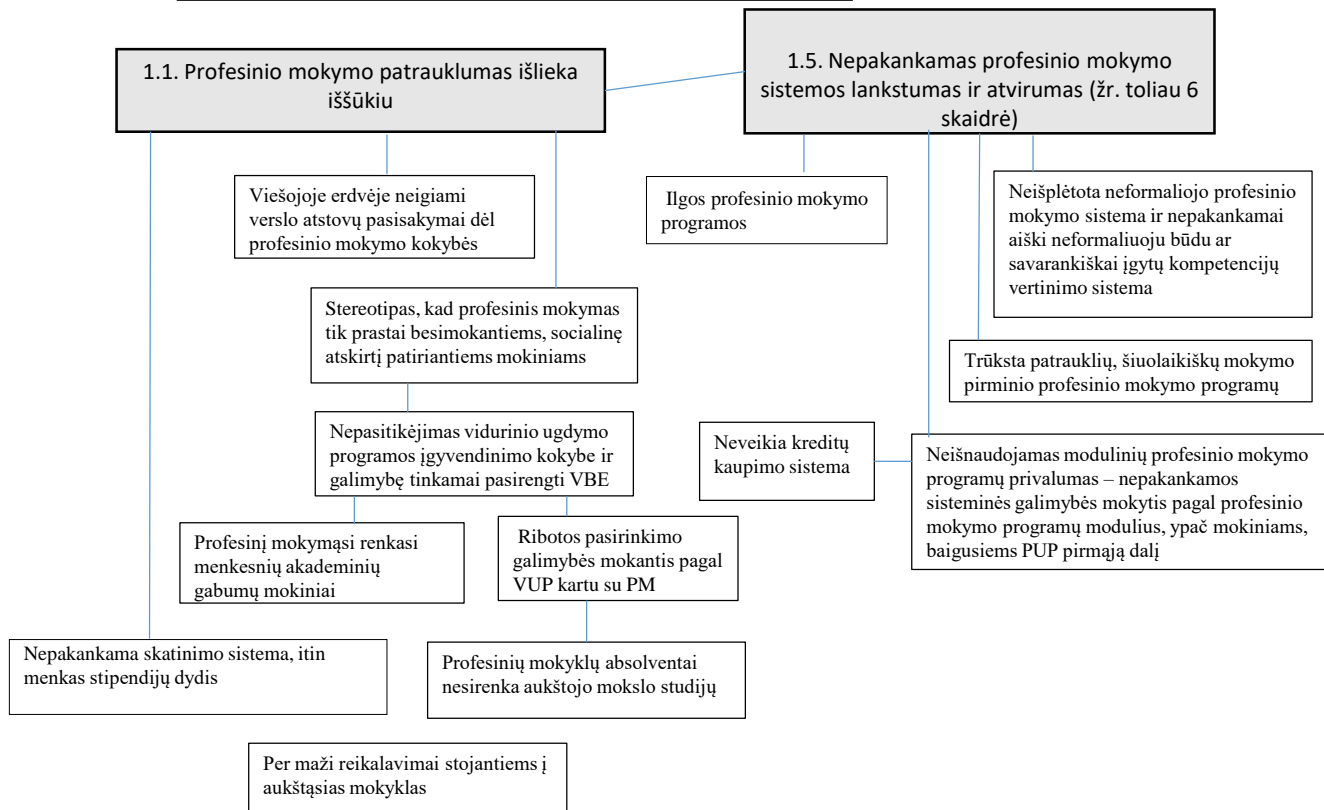 1.1. Profesinio mokymo patrauklumas išlieka
iššūkiu
1.5. Nepakankamas profesinio mokymo
sistemos lankstumas ir atvirumas (žr. toliau 6
skaidrė)
Viešojoje erdvėje neigiami
verslo atstovų pasisakymai dėl
profesinio mokymo kokybės
Ilgos profesinio mokymo
programos
Neišplėtota neformaliojo profesinio
mokymo sistema ir nepakankamai
aiški neformaliuoju būdu ar
savarankiškai įgytų kompetencijų
vertinimo sistema
Stereotipas, kad profesinis mokymas
tik prastai besimokantiems, socialinę
atskirtį patiriantiems mokiniams
Trūksta patrauklių, šiuolaikiškų mokymo
pirminio profesinio mokymo programų
Nepasitikėjimas vidurinio ugdymo
programos įgyvendinimo kokybe ir
galimybę tinkamai pasirengti VBE
Neveikia kreditų
kaupimo sistema
Neišnaudojamas modulinių profesinio mokymo
programų privalumas – nepakankamos
sisteminės galimybės mokytis pagal profesinio
mokymo programų modulius, ypač mokiniams,
baigusiems PUP pirmąją dalį
Profesinį mokymąsi renkasi
menkesnių akademinių
gabumų mokiniai
Ribotos pasirinkimo
galimybės mokantis pagal
VUP kartu su PM
Nepakankama skatinimo sistema, itin
menkas stipendijų dydis
Profesinių mokyklų absolventai
nesirenka aukštojo mokslo studijų
Per maži reikalavimai stojantiems į
aukštąsias mokyklas